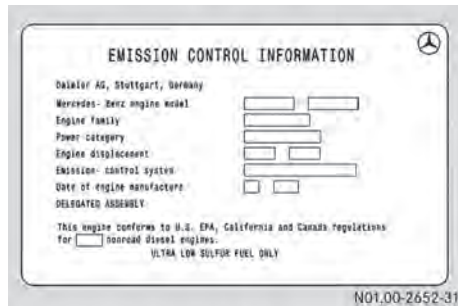 EMISSION CONTROL INFORMATION
Daimler AG, Stuttgart, Germany
Mercedes- Benz engine model
Engine family
Power category
Engine displacement
Emission- control system
Date of engine manufacture
DELEGATED ASSEMBLY
This engine conforms to U.S. EPA, California and Canada regulations
for nonroad diesel engines.
ULTRA LOW SULFUR FUEL ONLY
N01.00-2652-31